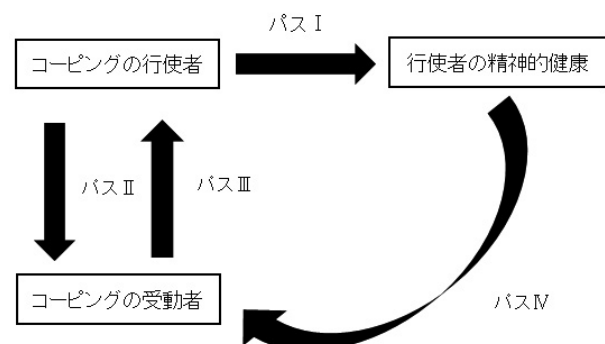 パスⅠ
コーピングの行使者
行使者の精神的健康
パスⅡ
パスⅢ
コーピングの受動者
パスⅣ